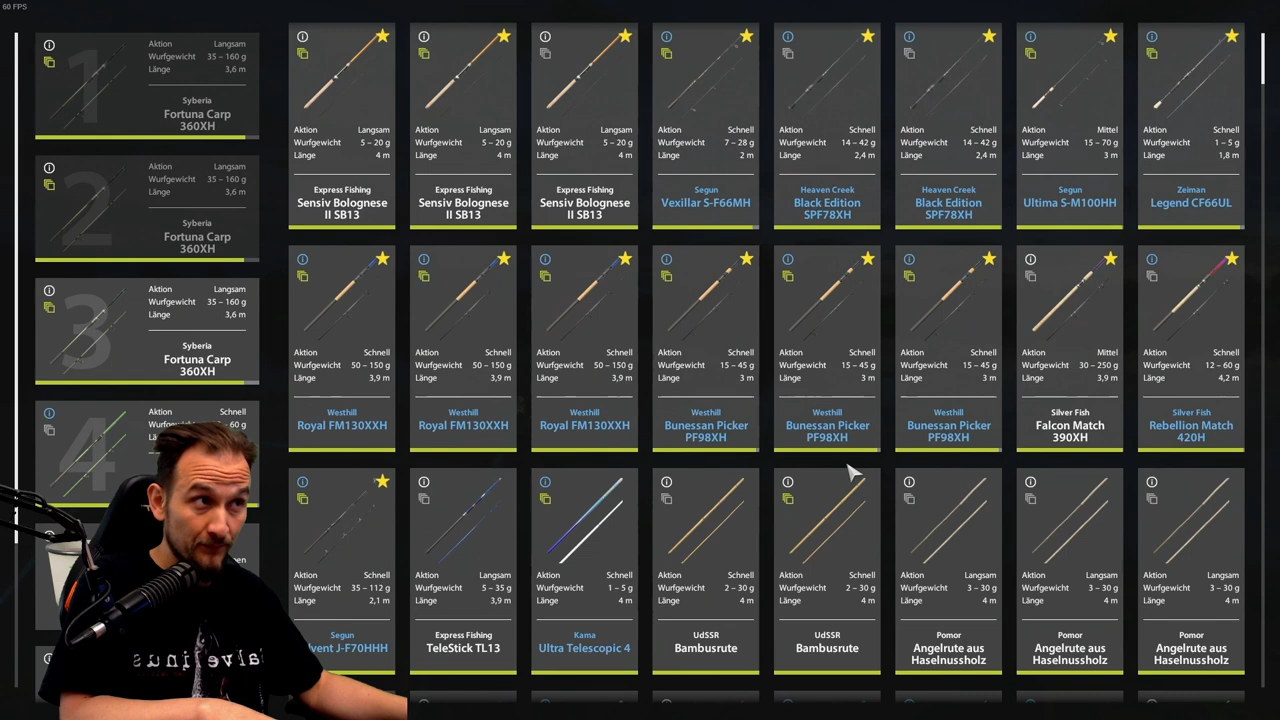 60 FPS
1
Aktion Langsam
Wurfgewicht 35 – 160 g
Länge 3,6 m
Syberia
Fortuna Carp
360XH
2
Aktion Langsam
Wurfgewicht 35 – 160 g
Länge 3,6 m
Syberia
Fortuna Carp
360XH
3
Aktion Langsam
Wurfgewicht 35 – 160 g
Länge 3,6 m
Syberia
Fortuna Carp
360XH
4
Aktion Schnell
60 g
Aktion Langsam
Wurfgewicht 5 – 20 g
Länge 4 m
Express Fishing
Sensiv Bolognese
II SB13
Aktion Langsam
Wurfgewicht 5 – 20 g
Länge 4 m
Express Fishing
Sensiv Bolognese
II SB13
Aktion Langsam
Wurfgewicht 5 – 20 g
Länge 4 m
Express Fishing
Sensiv Bolognese
II SB13
Aktion Schnell
Wurfgewicht 7 – 28 g
Länge 2 m
Segun
Vexillar S-F66MH
Aktion Schnell
Wurfgewicht 14 – 42 g
Länge 2,4 m
Heaven Creek
Black Edition
SPF78XH
Aktion Schnell
Wurfgewicht 14 – 42 g
Länge 2,4 m
Heaven Creek
Black Edition
SPF78XH
Aktion Mittel
Wurfgewicht 15 – 70 g
Länge 3 m
Segun
Ultima S-M100HH
Aktion Schnell
Wurfgewicht 1 – 5 g
Länge 1,8 m
Zeiman
Legend CF66UL
Aktion Schnell
Wurfgewicht 50 – 150 g
Länge 3,9 m
Westhill
Royal FM130XXH
Aktion Schnell
Wurfgewicht 50 – 150 g
Länge 3,9 m
Westhill
Royal FM130XXH
Aktion Schnell
Wurfgewicht 50 – 150 g
Länge 3,9 m
Westhill
Royal FM130XXH
Aktion Schnell
Wurfgewicht 15 – 45 g
Länge 3 m
Westhill
Bunessan Picker
PF98XH
Aktion Schnell
Wurfgewicht 15 – 45 g
Länge 3 m
Westhill
Bunessan Picker
PF98XH
Aktion Schnell
Wurfgewicht 15 – 45 g
Länge 3 m
Westhill
Bunessan Picker
PF98XH
Aktion Mittel
Wurfgewicht 30 – 250 g
Länge 3,9 m
Silver Fish
Falcon Match
390XH
Aktion Schnell
Wurfgewicht 12 – 60 g
Länge 4,2 m
Silver Fish
Rebellion Match
420H
Aktion Schnell
Wurfgewicht 35 – 112 g
Länge 2,1 m
Segun
J-F70HHH
Aktion Langsam
Wurfgewicht 5 – 35 g
Länge 3,9 m
Express Fishing
TeleStick TL13
Aktion Schnell
Wurfgewicht 1 – 5 g
Länge 4 m
Kama
Ultra Telescopic 4
Aktion Schnell
Wurfgewicht 2 – 30 g
Länge 4 m
UdSSR
Bambusrute
Aktion Schnell
Wurfgewicht 2 – 30 g
Länge 4 m
UdSSR
Bambusrute
Aktion Langsam
Wurfgewicht 3 – 30 g
Länge 4 m
Pomor
Angelrute aus
Haselnussholz
Aktion Langsam
Wurfgewicht 3 – 30 g
Länge 4 m
Pomor
Angelrute aus
Haselnussholz
Aktion Langsam
Wurfgewicht 3 – 30 g
Länge 4 m
Pomor
Angelrute aus
Haselnussholz